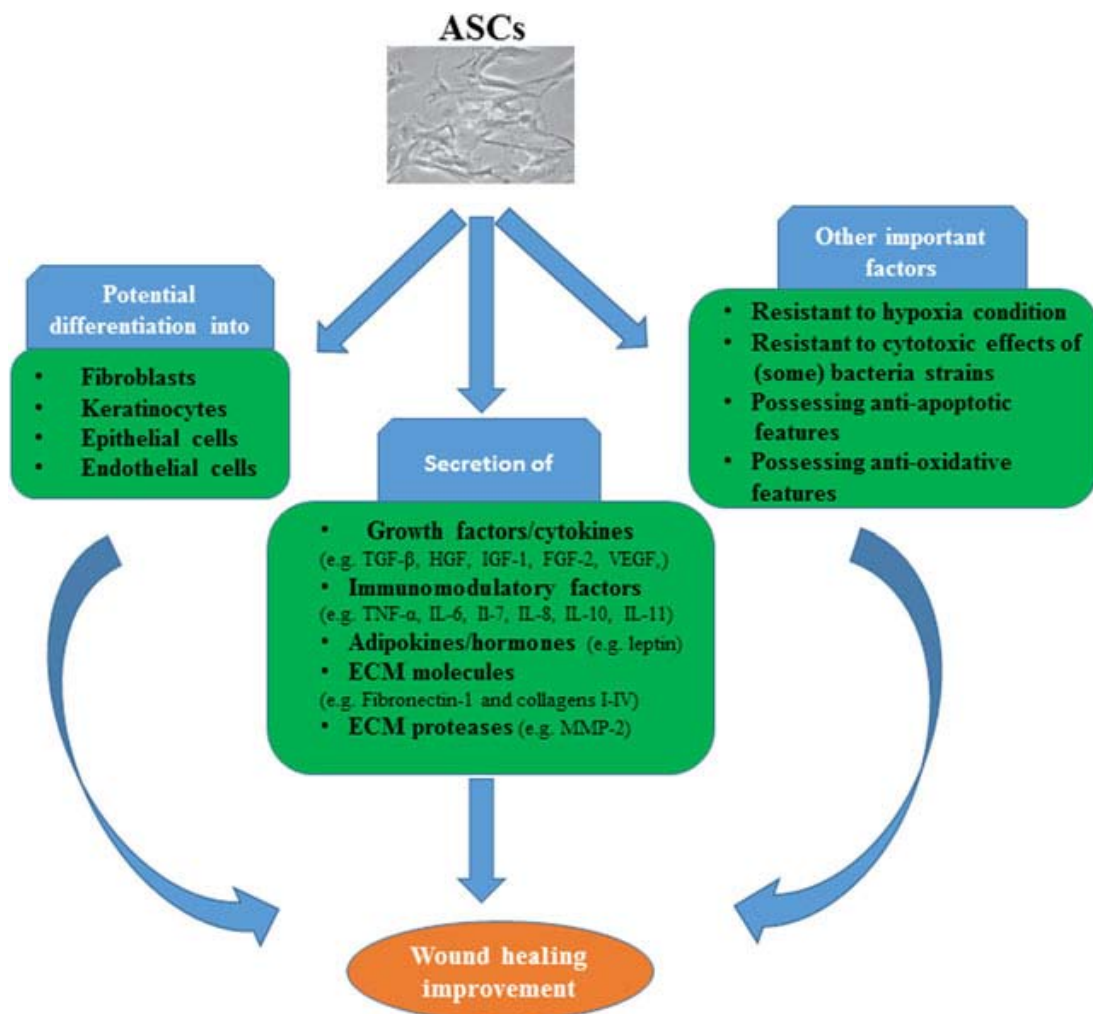 ASCs
Potential
differentiation into
• Fibroblasts
• Keratinocytes
• Epithelial cells
• Endothelial cells
Secretion of
• Growth factors/cytokines
(e.g. TGF-β, HGF, IGF-1, FGF-2, VEGF,)
• Immunomodulatory factors
(e.g. TNF-α, IL-6, Il-7, IL-8, IL-10, IL-11)
• Adipokines/hormones (e.g. leptin)
• ECM molecules
(e.g. Fibronectin-1 and collagens I-IV)
• ECM proteases (e.g. MMP-2)
Other important
factors
• Resistant to hypoxia condition
• Resistant to cytotoxic effects of
(some) bacteria strains
• Possessing anti-apoptotic
features
• Possessing anti-oxidative
features
Wound healing
improvement